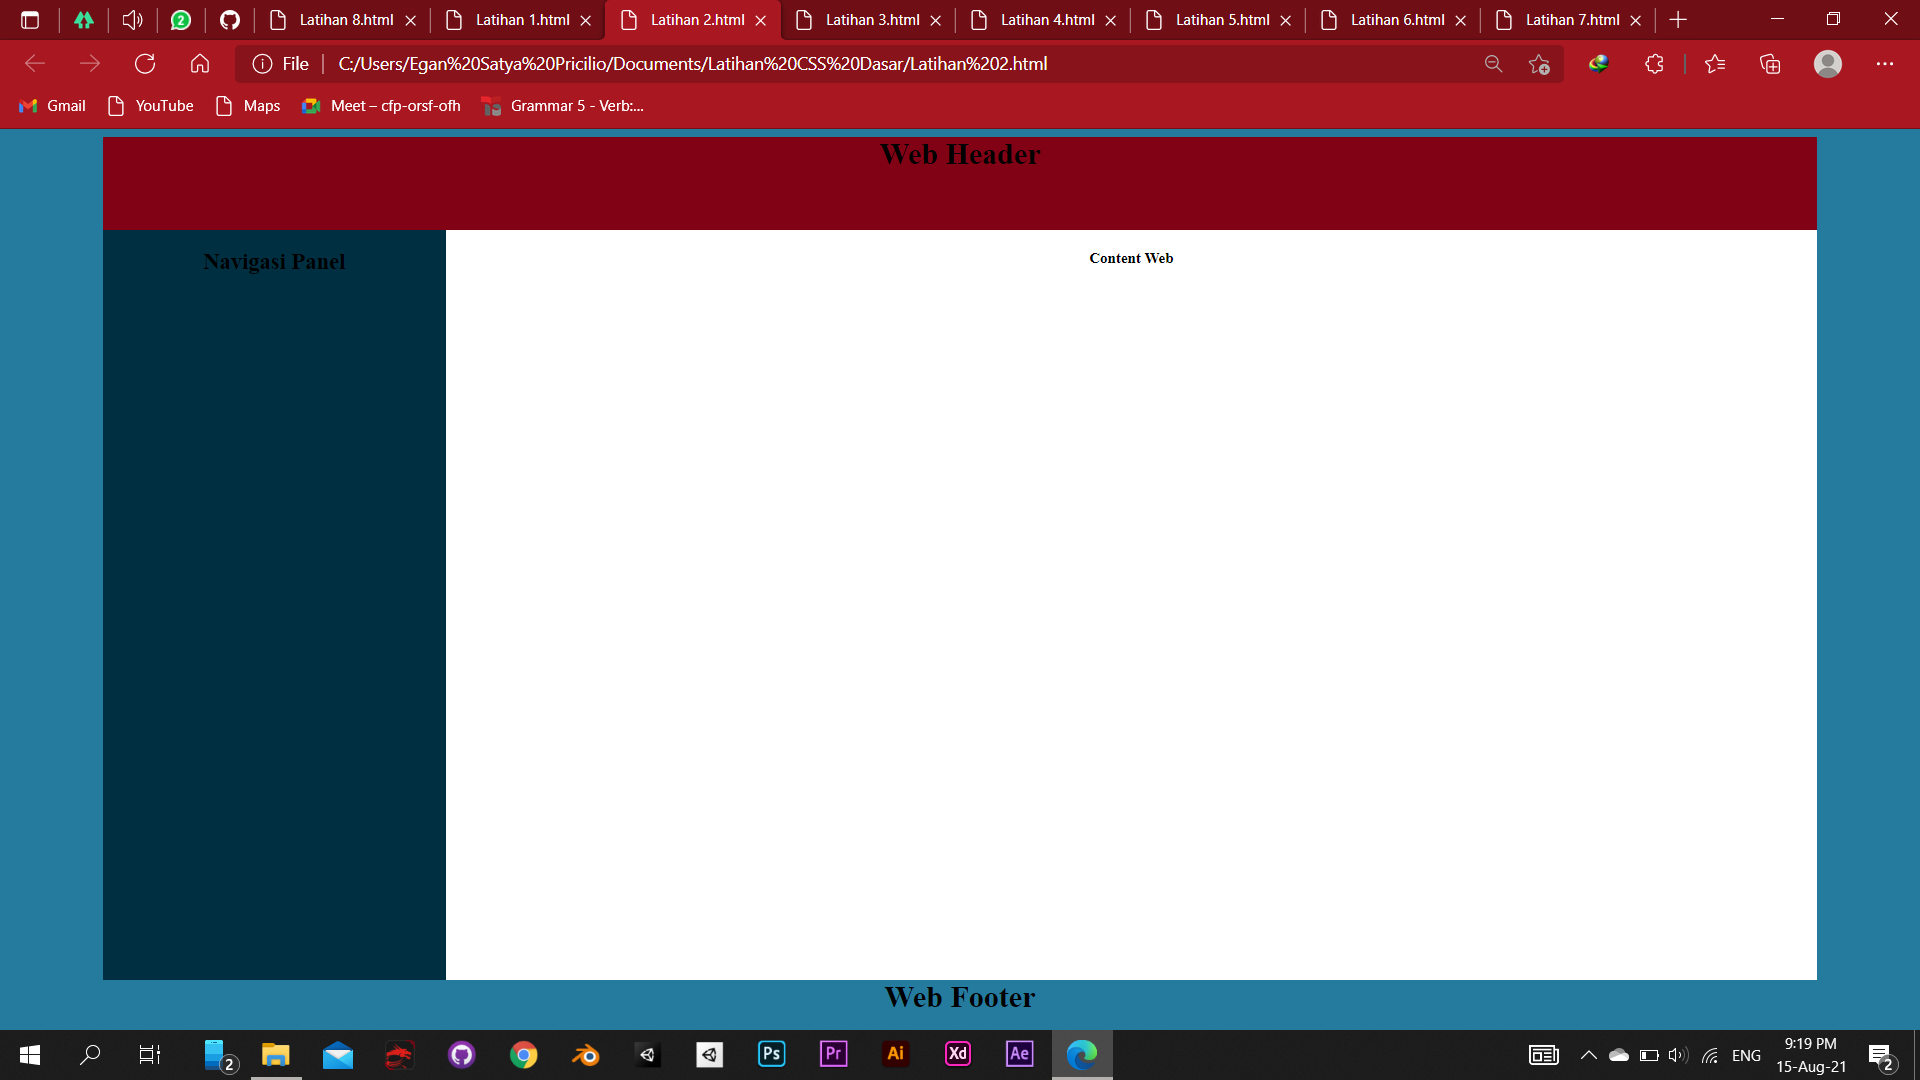 2 Latihan 8.html Latihan 1.html Latihan 2.html Latihan 3.html Latihan 4.html Latihan 5.html Latihan 6.html Latihan 7.html
File C:/Users/Egan%20Satya%20Pricilio/Documents/Latihan%20CSS%20Dasar/Latihan%202.html
Gmail YouTube Maps Meet – cfp-orsf-ofh Grammar 5 - Verb:...
Web Header
Navigasi Panel
Content Web
Web Footer
2 Ps Pr Ai Xd Ae ENG 9:19 PM
15-Aug-21 2